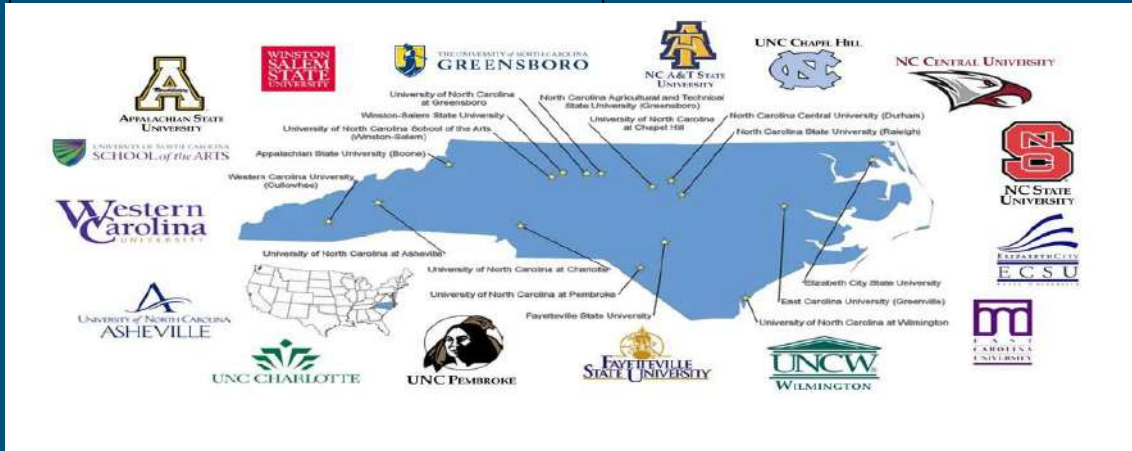 WINSTON
SALEM
STATE
UNIVERSITY
THE UNIVERSITY of NORTH CAROLINA
GREENSBORO
NC A&T STATE
UNIVERSITY
UNC CHAPEL HILL
NC CENTRAL UNIVERSITY
APPALACHIAN STATE
UNIVERSITY
UNIVERSITY OF NORTH CAROLINA
SCHOOL of the ARTS
Western
Carolina
UNIVERSITY
University of North Carolina
at Greensboro
Winston-Salem State University
University of North Carolina School of the Arts
(Winston-Salem)
Appalachian State University (Boone)
Western Carolina University
(Cullowhee)
North Carolina Agricultural and Technical
State University (Greensboro)
University of North Carolina
at Chapel Hill
North Carolina Central University (Durham)
North Carolina State University (Raleigh)
NC STATE
UNIVERSITY
University of North Carolina at Asheville
University of North Carolina at Charlotte
University of North Carolina at Pembroke
Fayetteville State University
Elizabeth City State University
East Carolina University (Greenville)
University of North Carolina at Wilmington
ELIZABETH CITY
ECSU
STATE UNIVERSITY
UNIVERSITY of NORTH CAROLINA
ASHEVILLE
UNC CHARLOTTE
UNC PEMBROKE
FAYETTEVILLE
STATE UNIVERSITY
UNCW
WILMINGTON
EAST
CAROLINA
UNIVERSITY